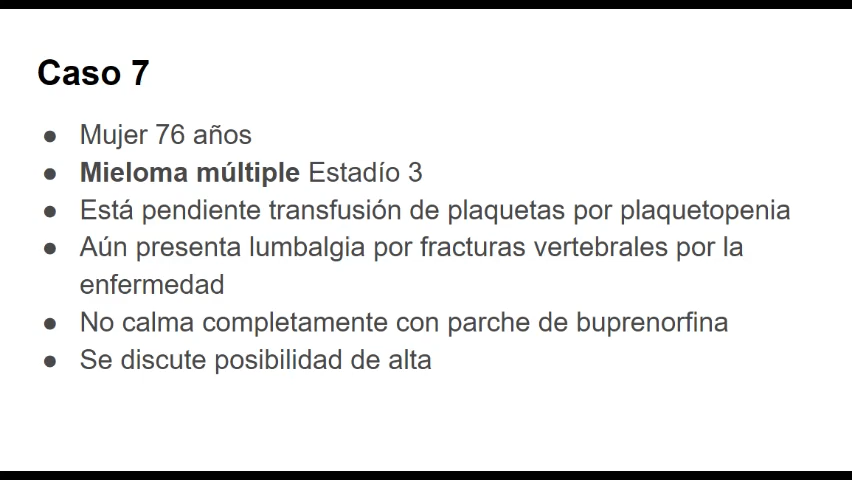 Caso 7
● Mujer 76 años
● Mieloma múltiple Estadío 3
● Está pendiente transfusión de plaquetas por plaquetopenia
● Aún presenta lumbalgia por fracturas vertebrales por la
enfermedad
● No calma completamente con parche de buprenorfina
● Se discute posibilidad de alta